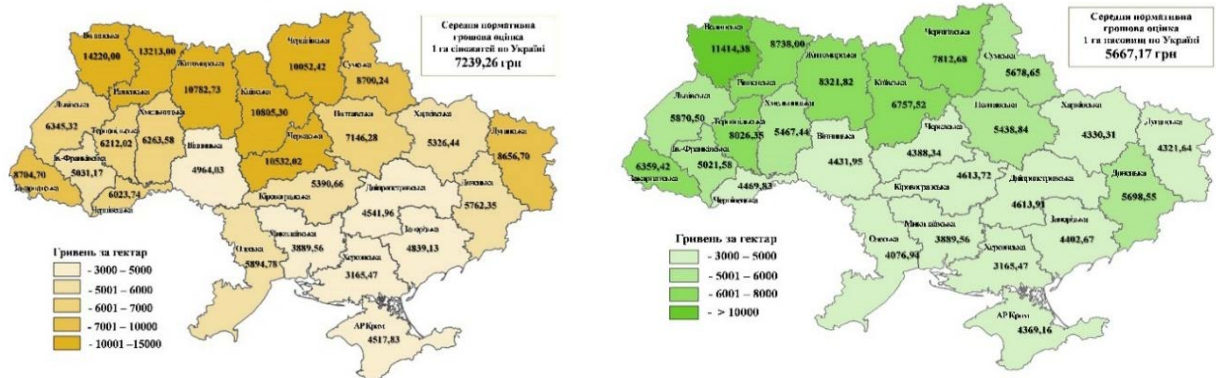 Середня нормативна
грошова оцінка
1 га сіножатей по Україні
7239,26 грн
Волинська
14220,00
13213,00
Рівненська
Житомирська
10782,73
Київська
10805,30
Чернігівська
10052,42
Сумська
8700,24
Львівська
6345,32
Тернопільська
6212,02
Хмельницька
6263,58
Вінницька
4964,03
Черкаська
10532,02
Полтавська
7146,28
Харківська
5326,44
Луганська
8656,70
Ів.-Франківська
5031,17
8704,70
Закарпатська
6023,74
Чернівецька
5390,66
Кіровоградська
Дніпропетровська
4541,96
Донецька
5762,35
Одеська
5894,78
Миколаївська
3889,56
Херсонська
3165,47
Запорізька
4839,13
АР Крим
4517,83
Гривень за гектар
- 3000 – 5000
- 5001 – 6000
- 6001 – 7000
- 7001 – 10000
- 10001 –15000
Середня нормативна
грошова оцінка
1 га пасовищ по Україні
5667,17 грн
Волинська
11414,38
8738,00
Рівненська
Житомирська
8321,82
Київська
6757,52
Чернігівська
7812,68
Сумська
5678,65
Львівська
5870,50
Тернопільська
8026,35
Хмельницька
5467,44
Вінницька
4431,95
Черкаська
4388,34
Полтавська
5438,84
Харківська
4330,31
Луганська
4321,64
Ів.-Франківська
5021,58
6359,42
Закарпатська
4469,83
Чернівецька
4613,72
Кіровоградська
Дніпропетровська
4613,91
Донецька
5698,55
Одеська
4076,94
Миколаївська
3889,56
Херсонська
3165,47
Запорізька
4402,67
АР Крим
4369,16
Гривень за гектар
- 3000 – 5000
- 5001 – 6000
- 6001 – 8000
- > 10000